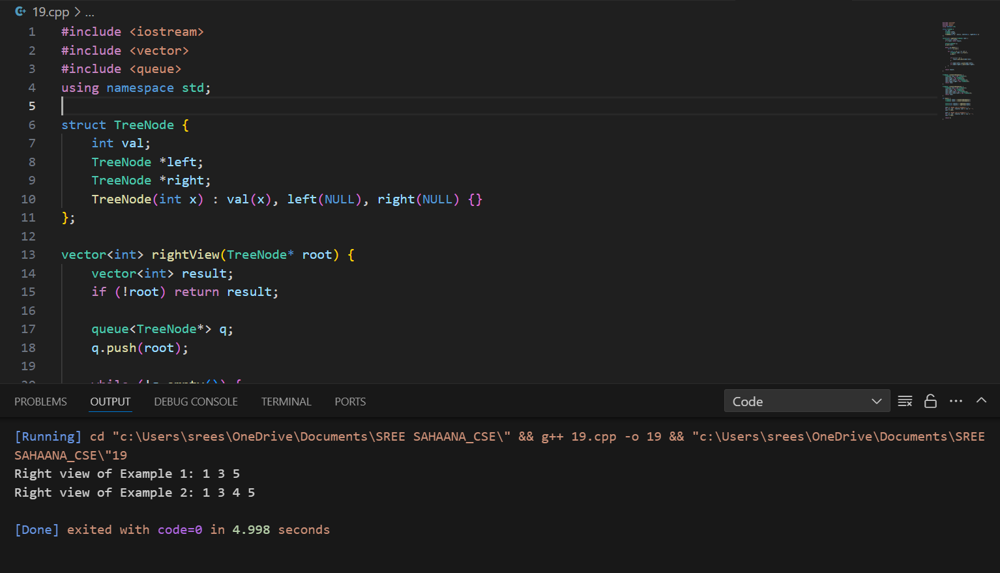 19.cpp > ...
1 #include <iostream>
2 #include <vector>
3 #include <queue>
4 using namespace std;
5
6 struct TreeNode {
7     int val;
8     TreeNode *left;
9     TreeNode *right;
10     TreeNode(int x) : val(x), left(NULL), right(NULL) {}
11 };
12
13 vector<int> rightView(TreeNode* root) {
14     vector<int> result;
15     if (!root) return result;
16
17     queue<TreeNode*> q;
18     q.push(root);
19
20     while (!q.empty()) {
PROBLEMS OUTPUT DEBUG CONSOLE TERMINAL PORTS Code
[Running] cd "c:\Users\srees\OneDrive\Documents\SREE SAHAANA_CSE\" && g++ 19.cpp -o 19 && "c:\Users\srees\OneDrive\Documents\SREE
SAHAANA_CSE\"19
Right view of Example 1: 1 3 5
Right view of Example 2: 1 3 4 5
[Done] exited with code=0 in 4.998 seconds